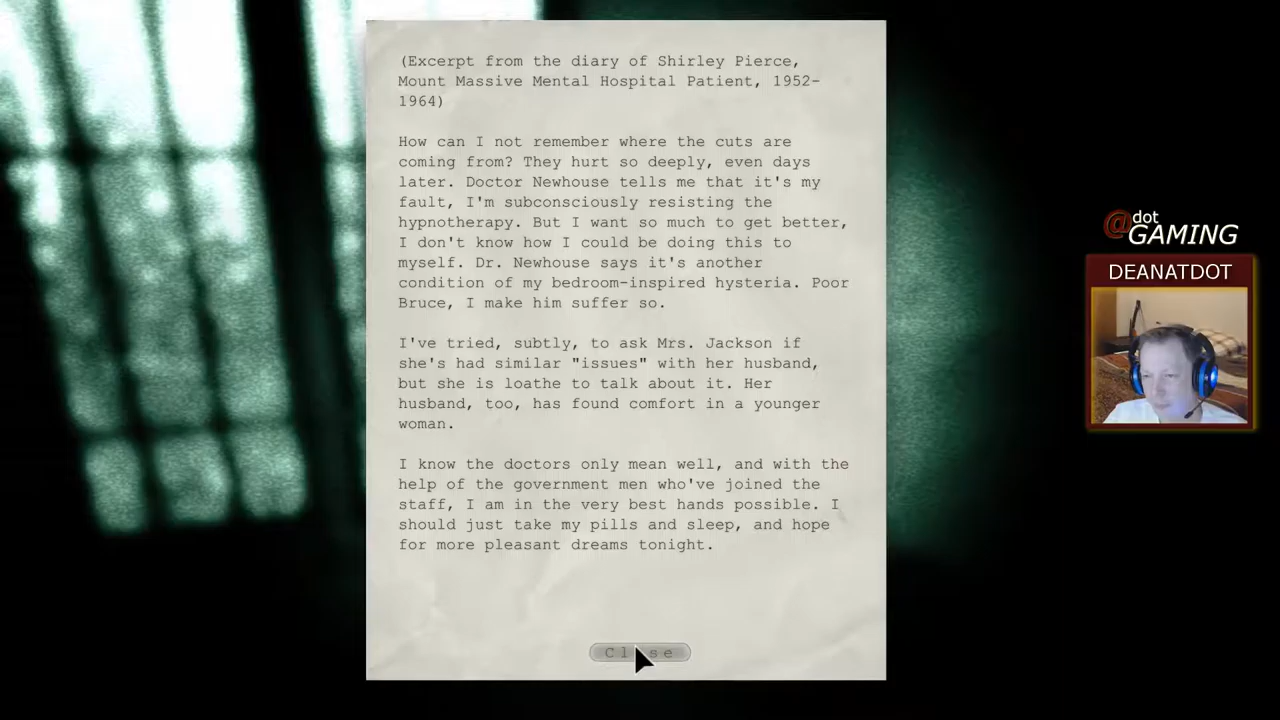 (Excerpt from the diary of Shirley Pierce,
Mount Massive Mental Hospital Patient, 1952-
1964)
How can I not remember where the cuts are
coming from? They hurt so deeply, even days
later. Doctor Newhouse tells me that it's my
fault, I'm subconsciously resisting the
hypnotherapy. But I want so much to get better,
I don't know how I could be doing this to
myself. Dr. Newhouse says it's another
condition of my bedroom-inspired hysteria. Poor
Bruce, I make him suffer so.
I've tried, subtly, to ask Mrs. Jackson if
she's had similar "issues" with her husband,
but she is loathe to talk about it. Her
husband, too, has found comfort in a younger
woman.
I know the doctors only mean well, and with the
help of the government men who've joined the
staff, I am in the very best hands possible. I
should just take my pills and sleep, and hope
for more pleasant dreams tonight.
Close
@dot
GAMING
DEANATDOT